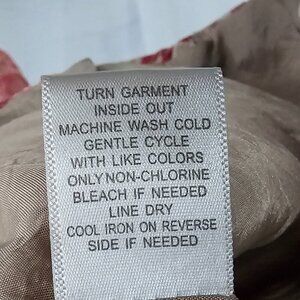 TURN GARMENT
INSIDE OUT
MACHINE WASH COLD
GENTLE CYCLE
WITH LIKE COLORS
ONLY NON-CHLORINE
BLEACH IF NEEDED
LINE DRY
COOL IRON ON REVERSE
SIDE IF NEEDED